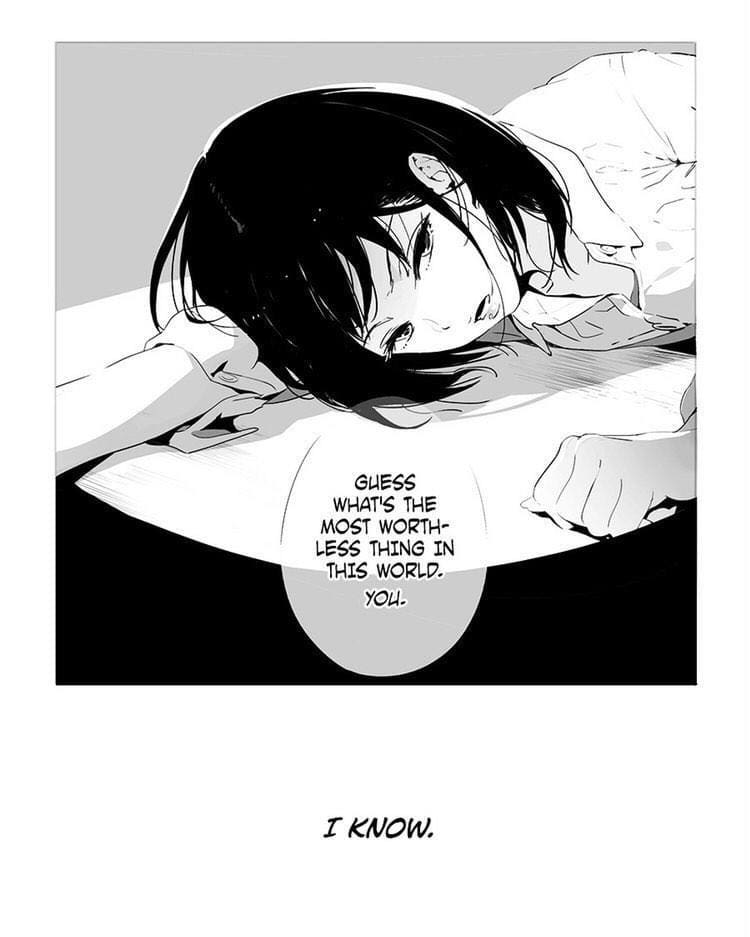 GUESS
WHAT'S THE
MOST WORTH-
LESS THING IN
THIS WORLD.
YOU.
I KNOW.